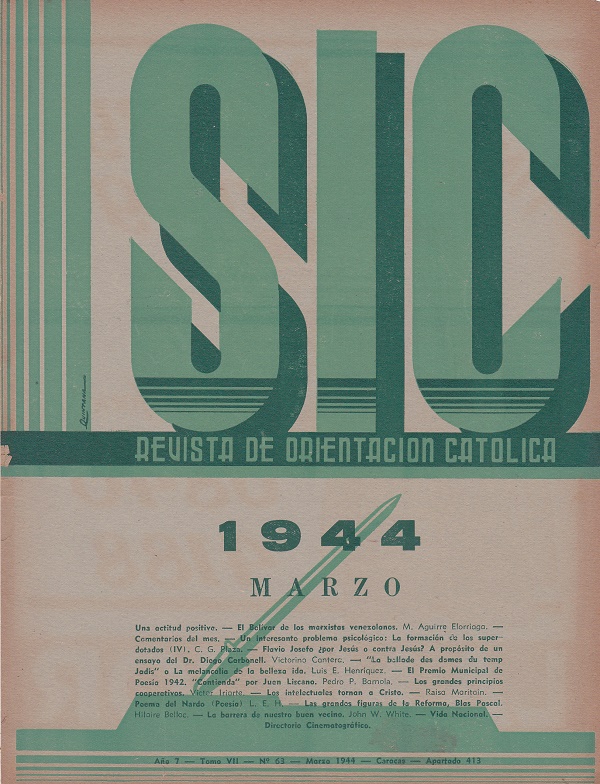 SIC
QUINTANA
REVISTA DE ORIENTACION CATOLICA
1944
MARZO
Una actitud positiva. — El Bolívar de los marxistas venezolanos. M. Aguirre Elorriaga. —
Comentarios del mes. — Un interesante problema psicológico: La formación de los super-
dotados (IV). C. G. Plaza. — Flavio Josefo ¿por Jesús o contra Jesús? A propósito de un
ensayo del Dr. Diego Carbonell. Victorino Cantera. — "La ballade des dames du temp
Jadis" o La melancolía de la belleza ida. Luis E. Henríquez. — El Premio Municipal de
Poesía 1942. "Contienda" por Juan Liscano. Pedro P. Barnola. — Los grandes principios
cooperativos. Víctor Iriarte. — Los intelectuales tornan a Cristo. — Raisa Maritain. —
Poema del Nardo (Poesía) L. E. H. — Las grandes figuras de la Reforma, Blas Pascal.
Hilaire Belloc. — La barrera de nuestro buen vecino. John W. White. — Vida Nacional. —
Directorio Cinematográfico.
Año 7 — Tomo VII — Nº 63 — Marzo 1944 — Caracas — Apartado 413